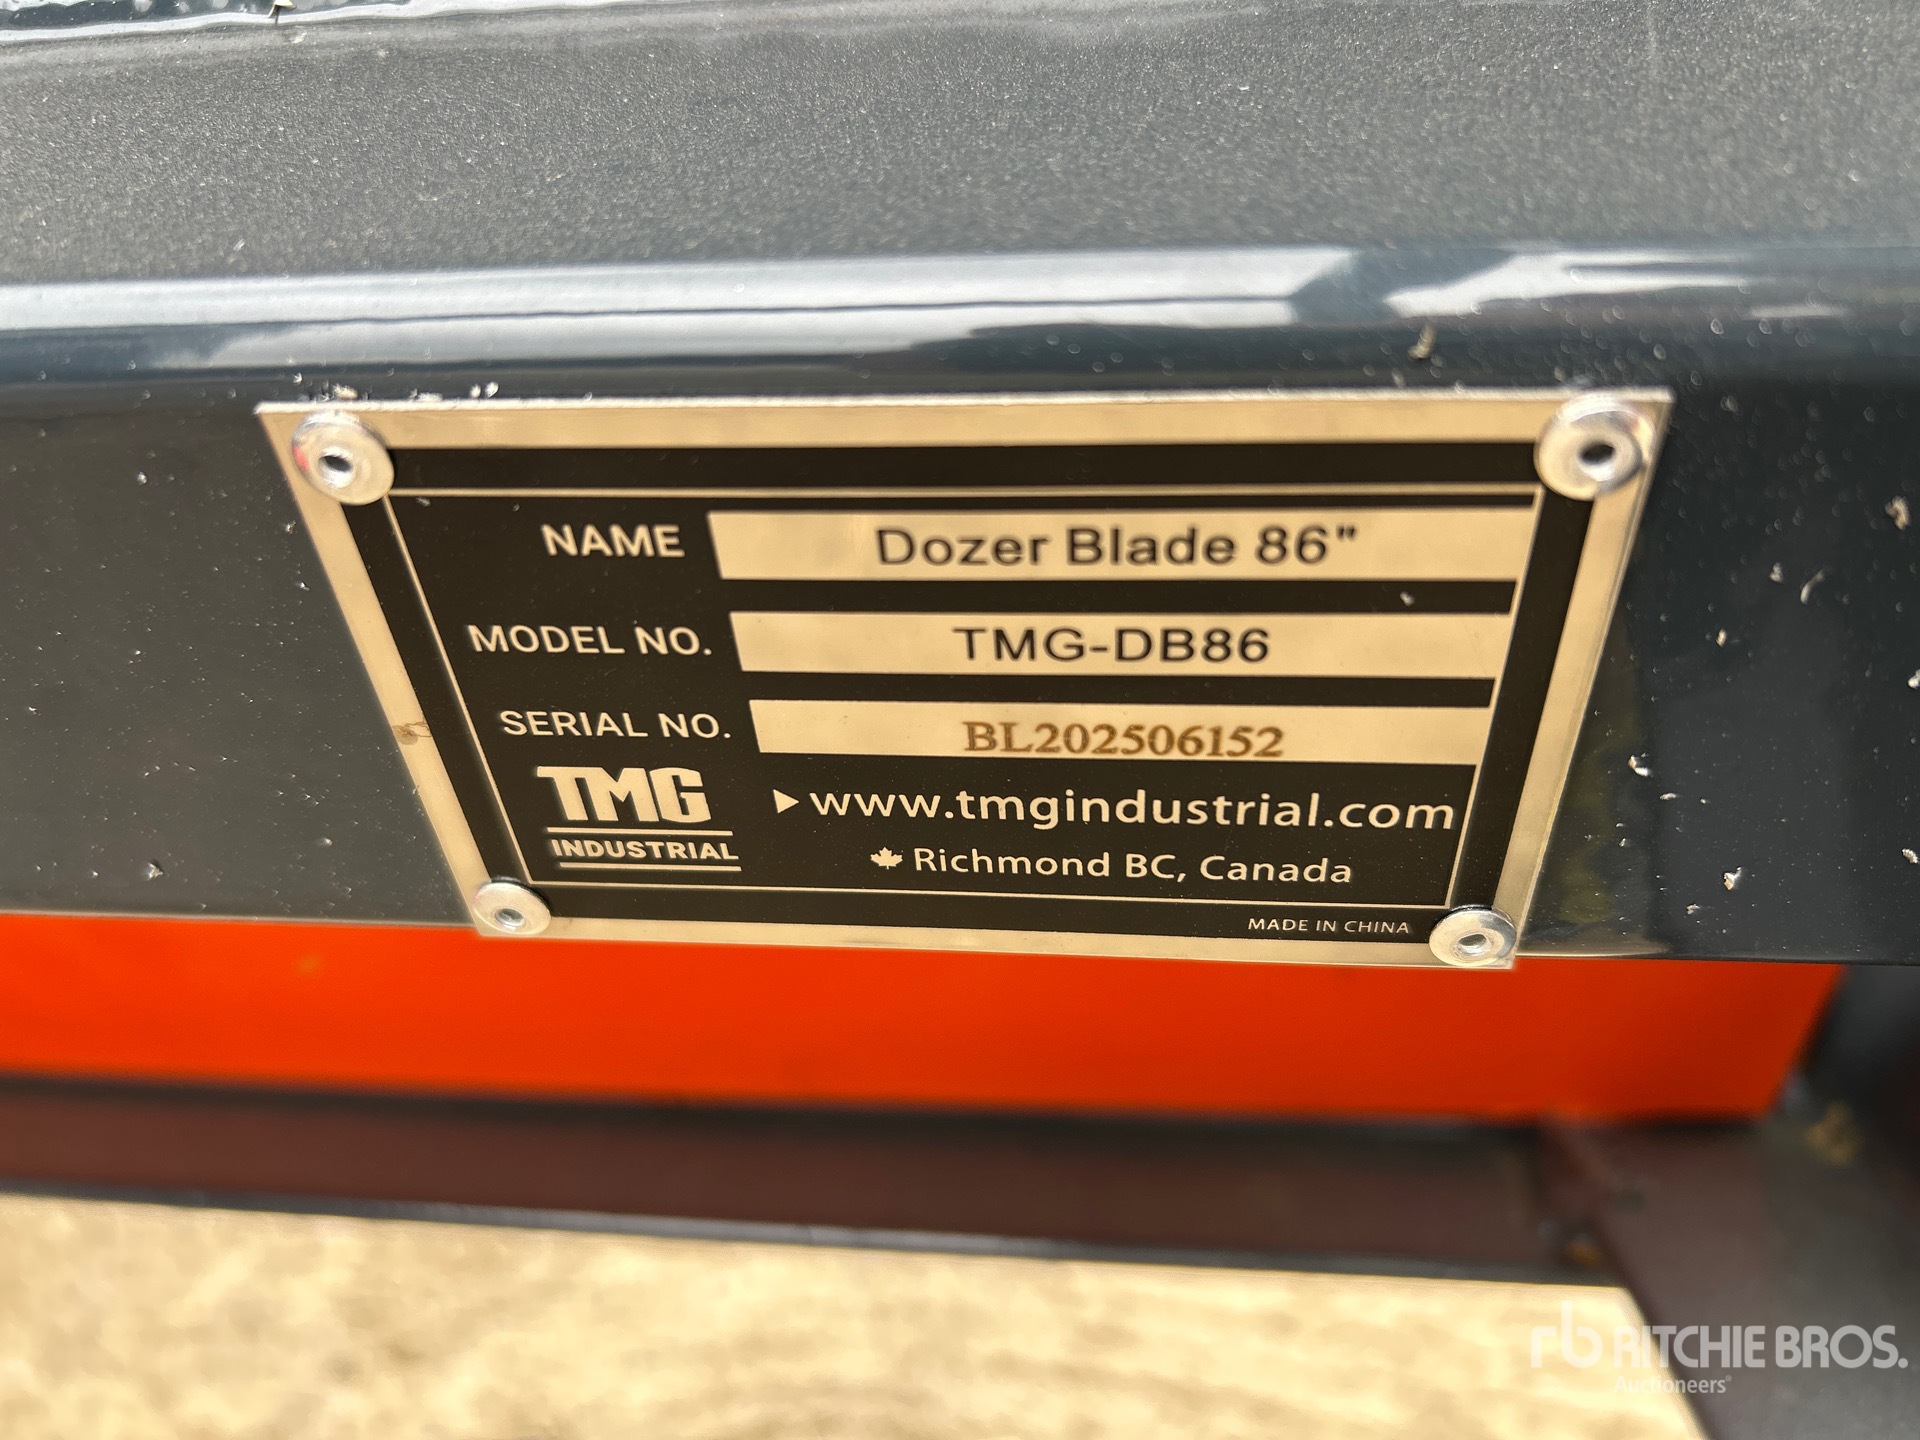 NAME Dozer Blade 86"
MODEL NO. TMG-DB86
SERIAL NO. BL202506152
TMG
INDUSTRIAL
www.tmgindustrial.com
Richmond BC, Canada
MADE IN CHINA
rb RITCHIE BROS.
Auctioneers